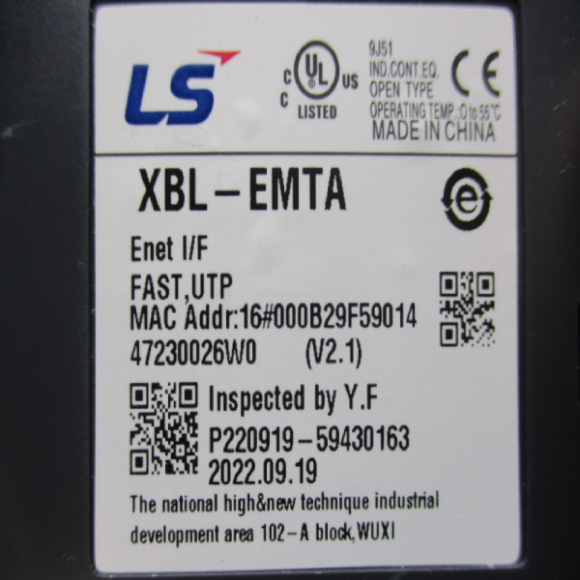 LS
C UL US
C LISTED
9J51
IND.CONT.EQ.
OPEN TYPE
OPERATING TEMP.:0 to 55°C
MADE IN CHINA
CE
XBL-EMTA
e
Enet I/F
FAST,UTP
MAC Addr:16#000B29F59014
47230026W0 (V2.1)
Inspected by Y.F
P220919-59430163
2022.09.19
The national high&new technique industrial
development area 102-A block,WUXI